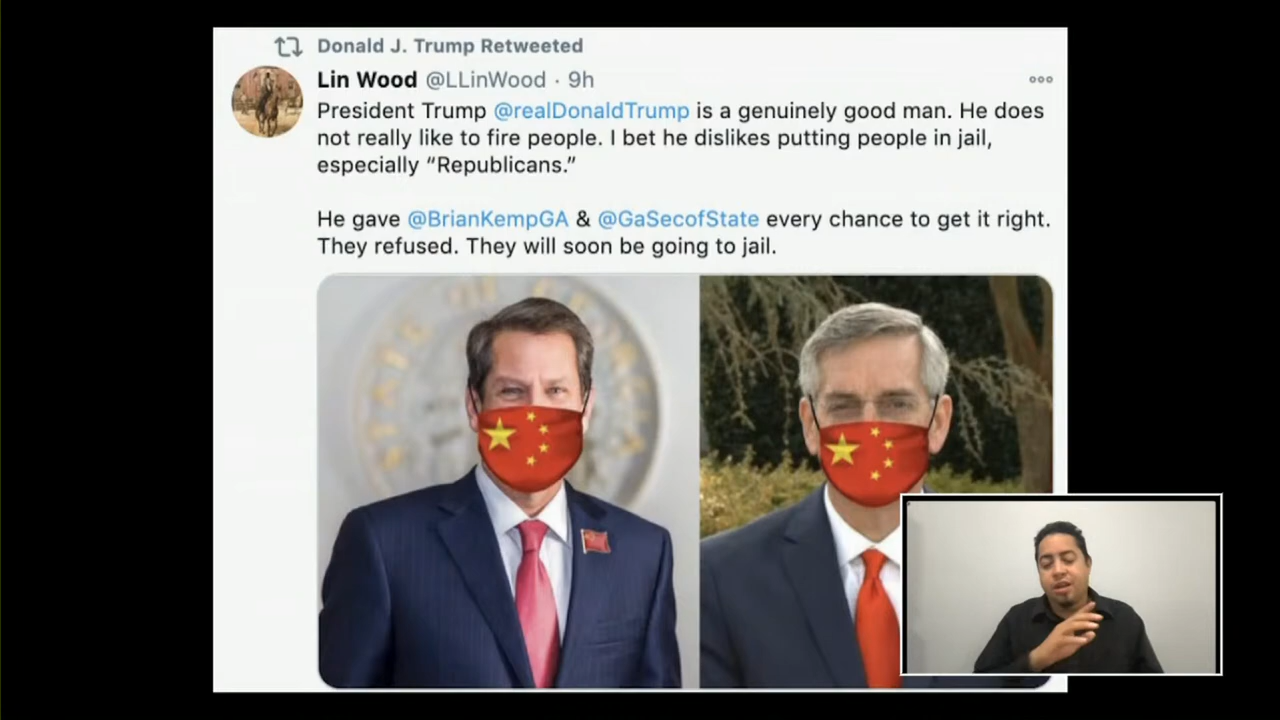 Donald J. Trump Retweeted
Lin Wood @LLinWood · 9h
President Trump @realDonaldTrump is a genuinely good man. He does
not really like to fire people. I bet he dislikes putting people in jail,
especially “Republicans.”
He gave @BrianKempGA & @GaSecofState every chance to get it right.
They refused. They will soon be going to jail.